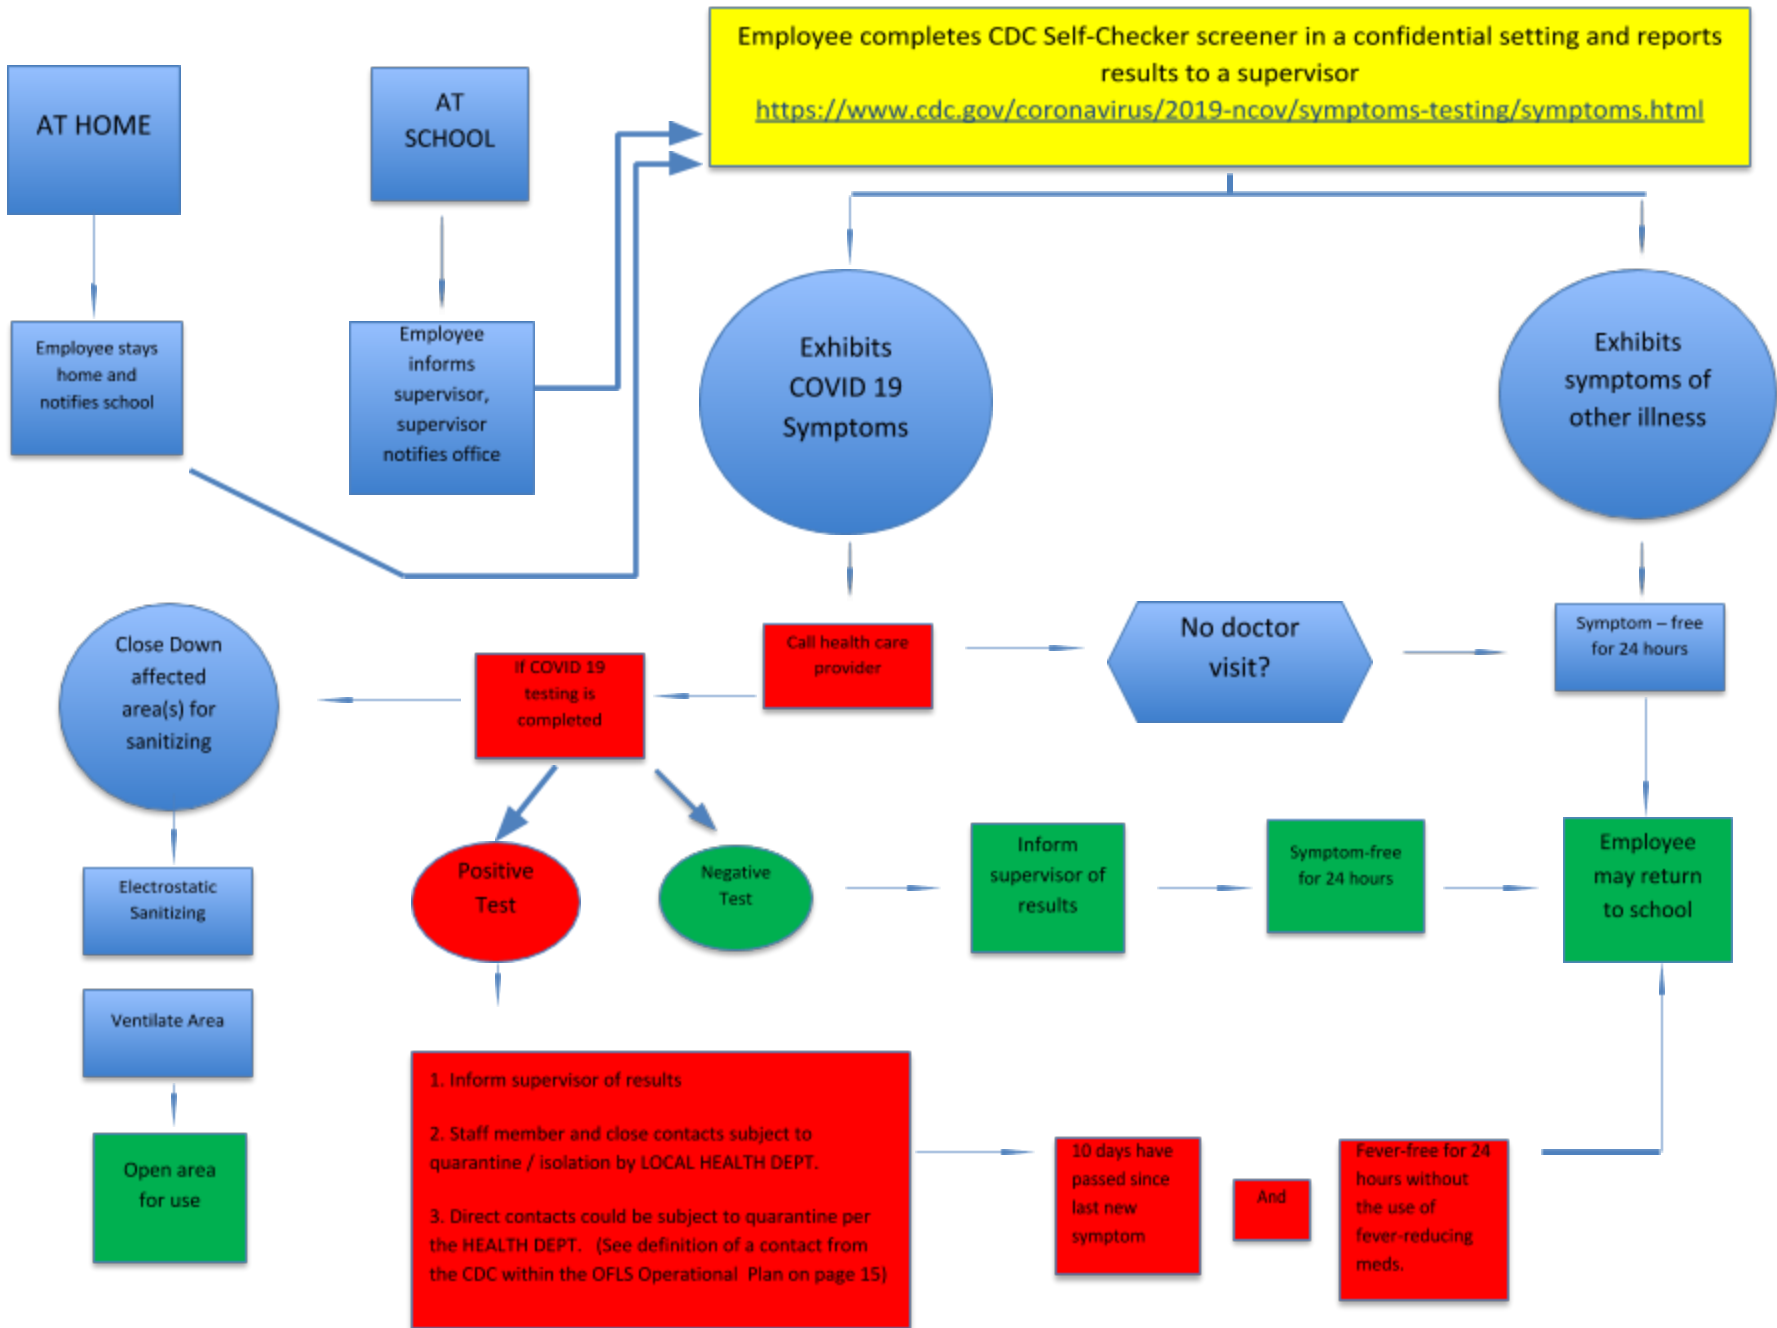 Employee completes CDC Self-Checker screener in a confidential setting and reports
results to a supervisor
https://www.cdc.gov/coronavirus/2019-ncov/symptoms-testing/symptoms.html
AT HOME
AT
SCHOOL
Employee stays
home and
notifies school
Employee
informs
supervisor,
supervisor
notifies office
Exhibits
COVID 19
Symptoms
Exhibits
symptoms of
other illness
Close Down
affected
area(s) for
sanitizing
If COVID 19
testing is
completed
Call health care
provider
No doctor
visit?
Symptom – free
for 24 hours
Electrostatic
Sanitizing
Positive
Test
Negative
Test
Inform
supervisor of
results
Symptom-free
for 24 hours
Employee
may return
to school
Ventilate Area
Open area
for use
1. Inform supervisor of results
2. Staff member and close contacts subject to
quarantine / isolation by LOCAL HEALTH DEPT.
3. Direct contacts could be subject to quarantine per
the HEALTH DEPT. (See definition of a contact from
the CDC within the OFLS Operational Plan on page 15)
10 days have
passed since
last new
symptom
And
Fever-free for 24
hours without
the use of
fever-reducing
meds.